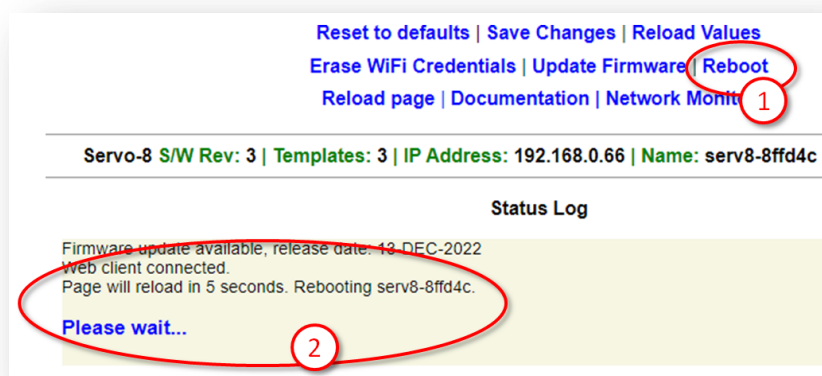 Reset to defaults | Save Changes | Reload Values
Erase WiFi Credentials | Update Firmware | Reboot
Reload page | Documentation | Network Monit
1
Servo-8 S/W Rev: 3 | Templates: 3 | IP Address: 192.168.0.66 | Name: serv8-8ffd4c
Status Log
Firmware update available, release date: 13-DEC-2022
Web client connected.
Page will reload in 5 seconds. Rebooting serv8-8ffd4c.
Please wait...
2